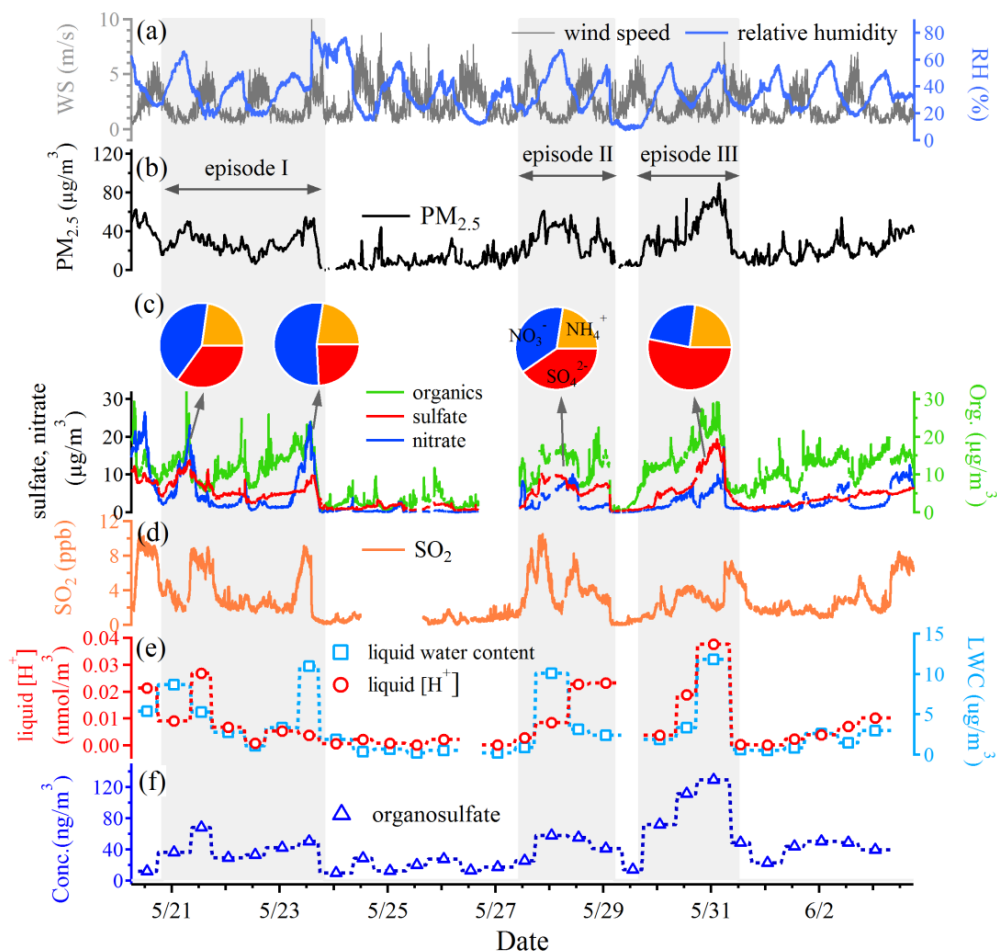 (a)
wind speed
relative humidity
WS (m/s)
10
5
0
80
60
40
20
0
RH (%)
(b)
episode I
episode II
episode III
PM2.5
PM2.5 (μg/m3)
120
80
40
0
(c)
NO3-
NH4+
SO42-
organics
sulfate
nitrate
sulfate, nitrate
(μg/m3)
30
20
10
0
30
20
10
0
Org. (μg/m3)
(d)
SO2
SO2 (ppb)
12
8
4
0
(e)
liquid water content
liquid [H+]
liquid [H+]
(nmol/m3)
0.04
0.03
0.02
0.01
0.00
15
10
5
0
LWC (ug/m3)
(f)
organosulfate
Conc.(ng/m3)
120
80
40
0
5/21
5/23
5/25
5/27
5/29
5/31
6/2
Date